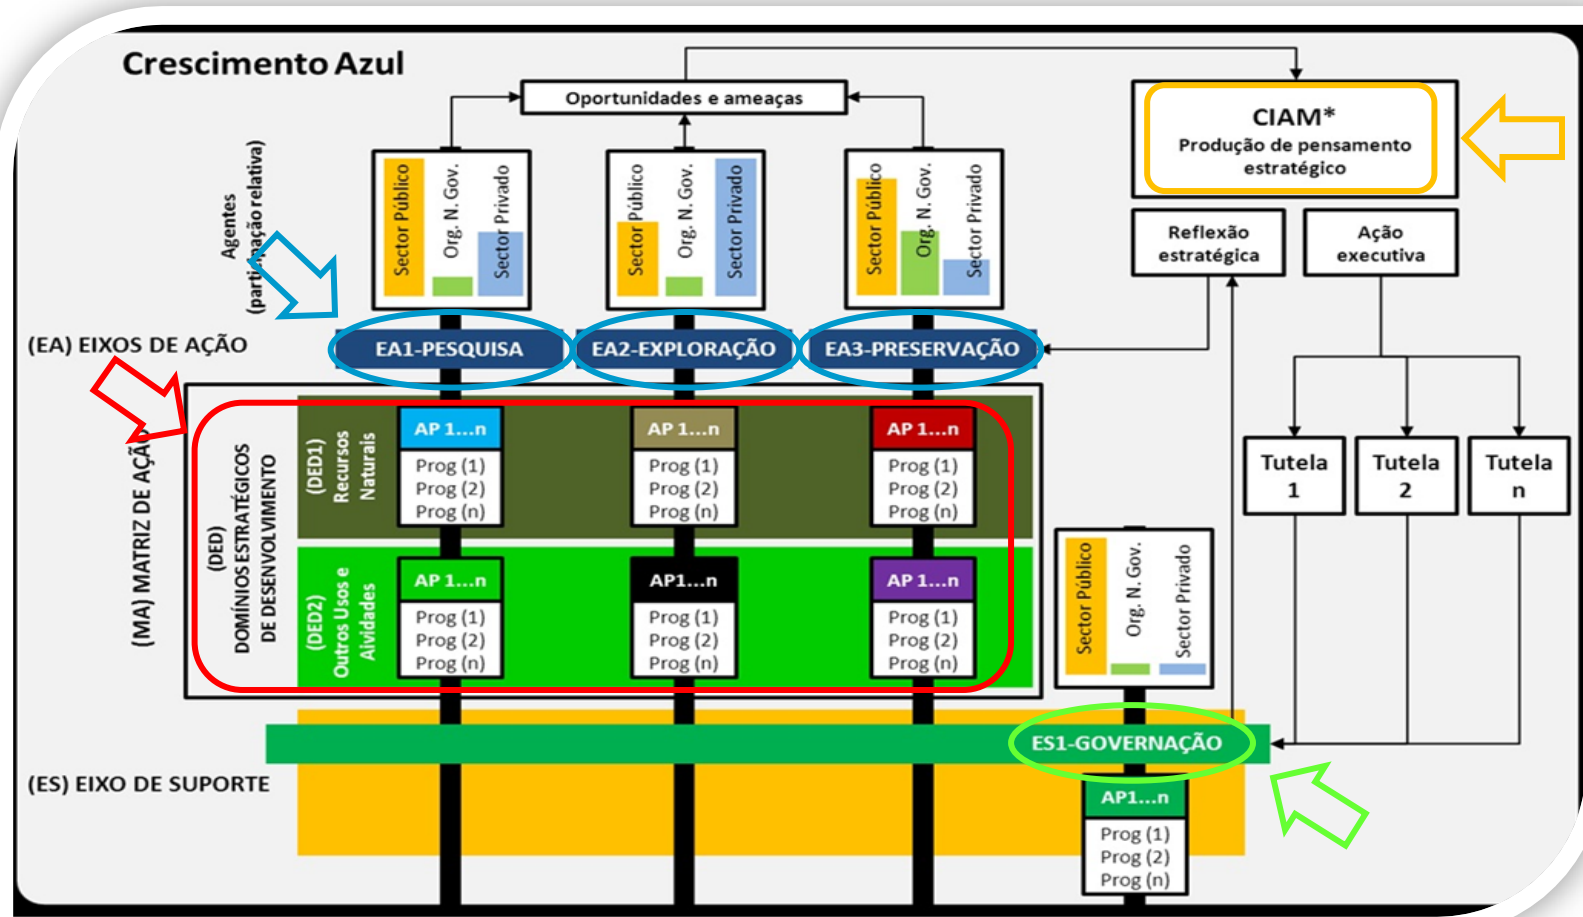 Crescimento Azul
Oportunidades e ameaças
CIAM*
Produção de pensamento
estratégico
Agentes
(participação relativa)
Sector Público
Org. N. Gov.
Sector Privado
Sector Público
Org. N. Gov.
Sector Privado
Sector Público
Org. N. Gov.
Sector Privado
Reflexão
estratégica
Ação
executiva
(EA) EIXOS DE AÇÃO
EA1-PESQUISA
EA2-EXPLORAÇÃO
EA3-PRESERVAÇÃO
(MA) MATRIZ DE AÇÃO
(DED)
DOMÍNIOS ESTRATÉGICOS
DE DESENVOLVIMENTO
(DED1)
Recursos
Naturais
AP 1...n
Prog (1)
Prog (2)
Prog (n)
AP 1...n
Prog (1)
Prog (2)
Prog (n)
AP 1...n
Prog (1)
Prog (2)
Prog (n)
Tutela
1
Tutela
2
Tutela
n
(DED2)
Outros Usos e
Aividades
AP 1...n
Prog (1)
Prog (2)
Prog (n)
AP1...n
Prog (1)
Prog (2)
Prog (n)
AP 1...n
Prog (1)
Prog (2)
Prog (n)
Sector Público
Org. N. Gov.
Sector Privado
ES1-GOVERNAÇÃO
(ES) EIXO DE SUPORTE
AP1...n
Prog (1)
Prog (2)
Prog (n)